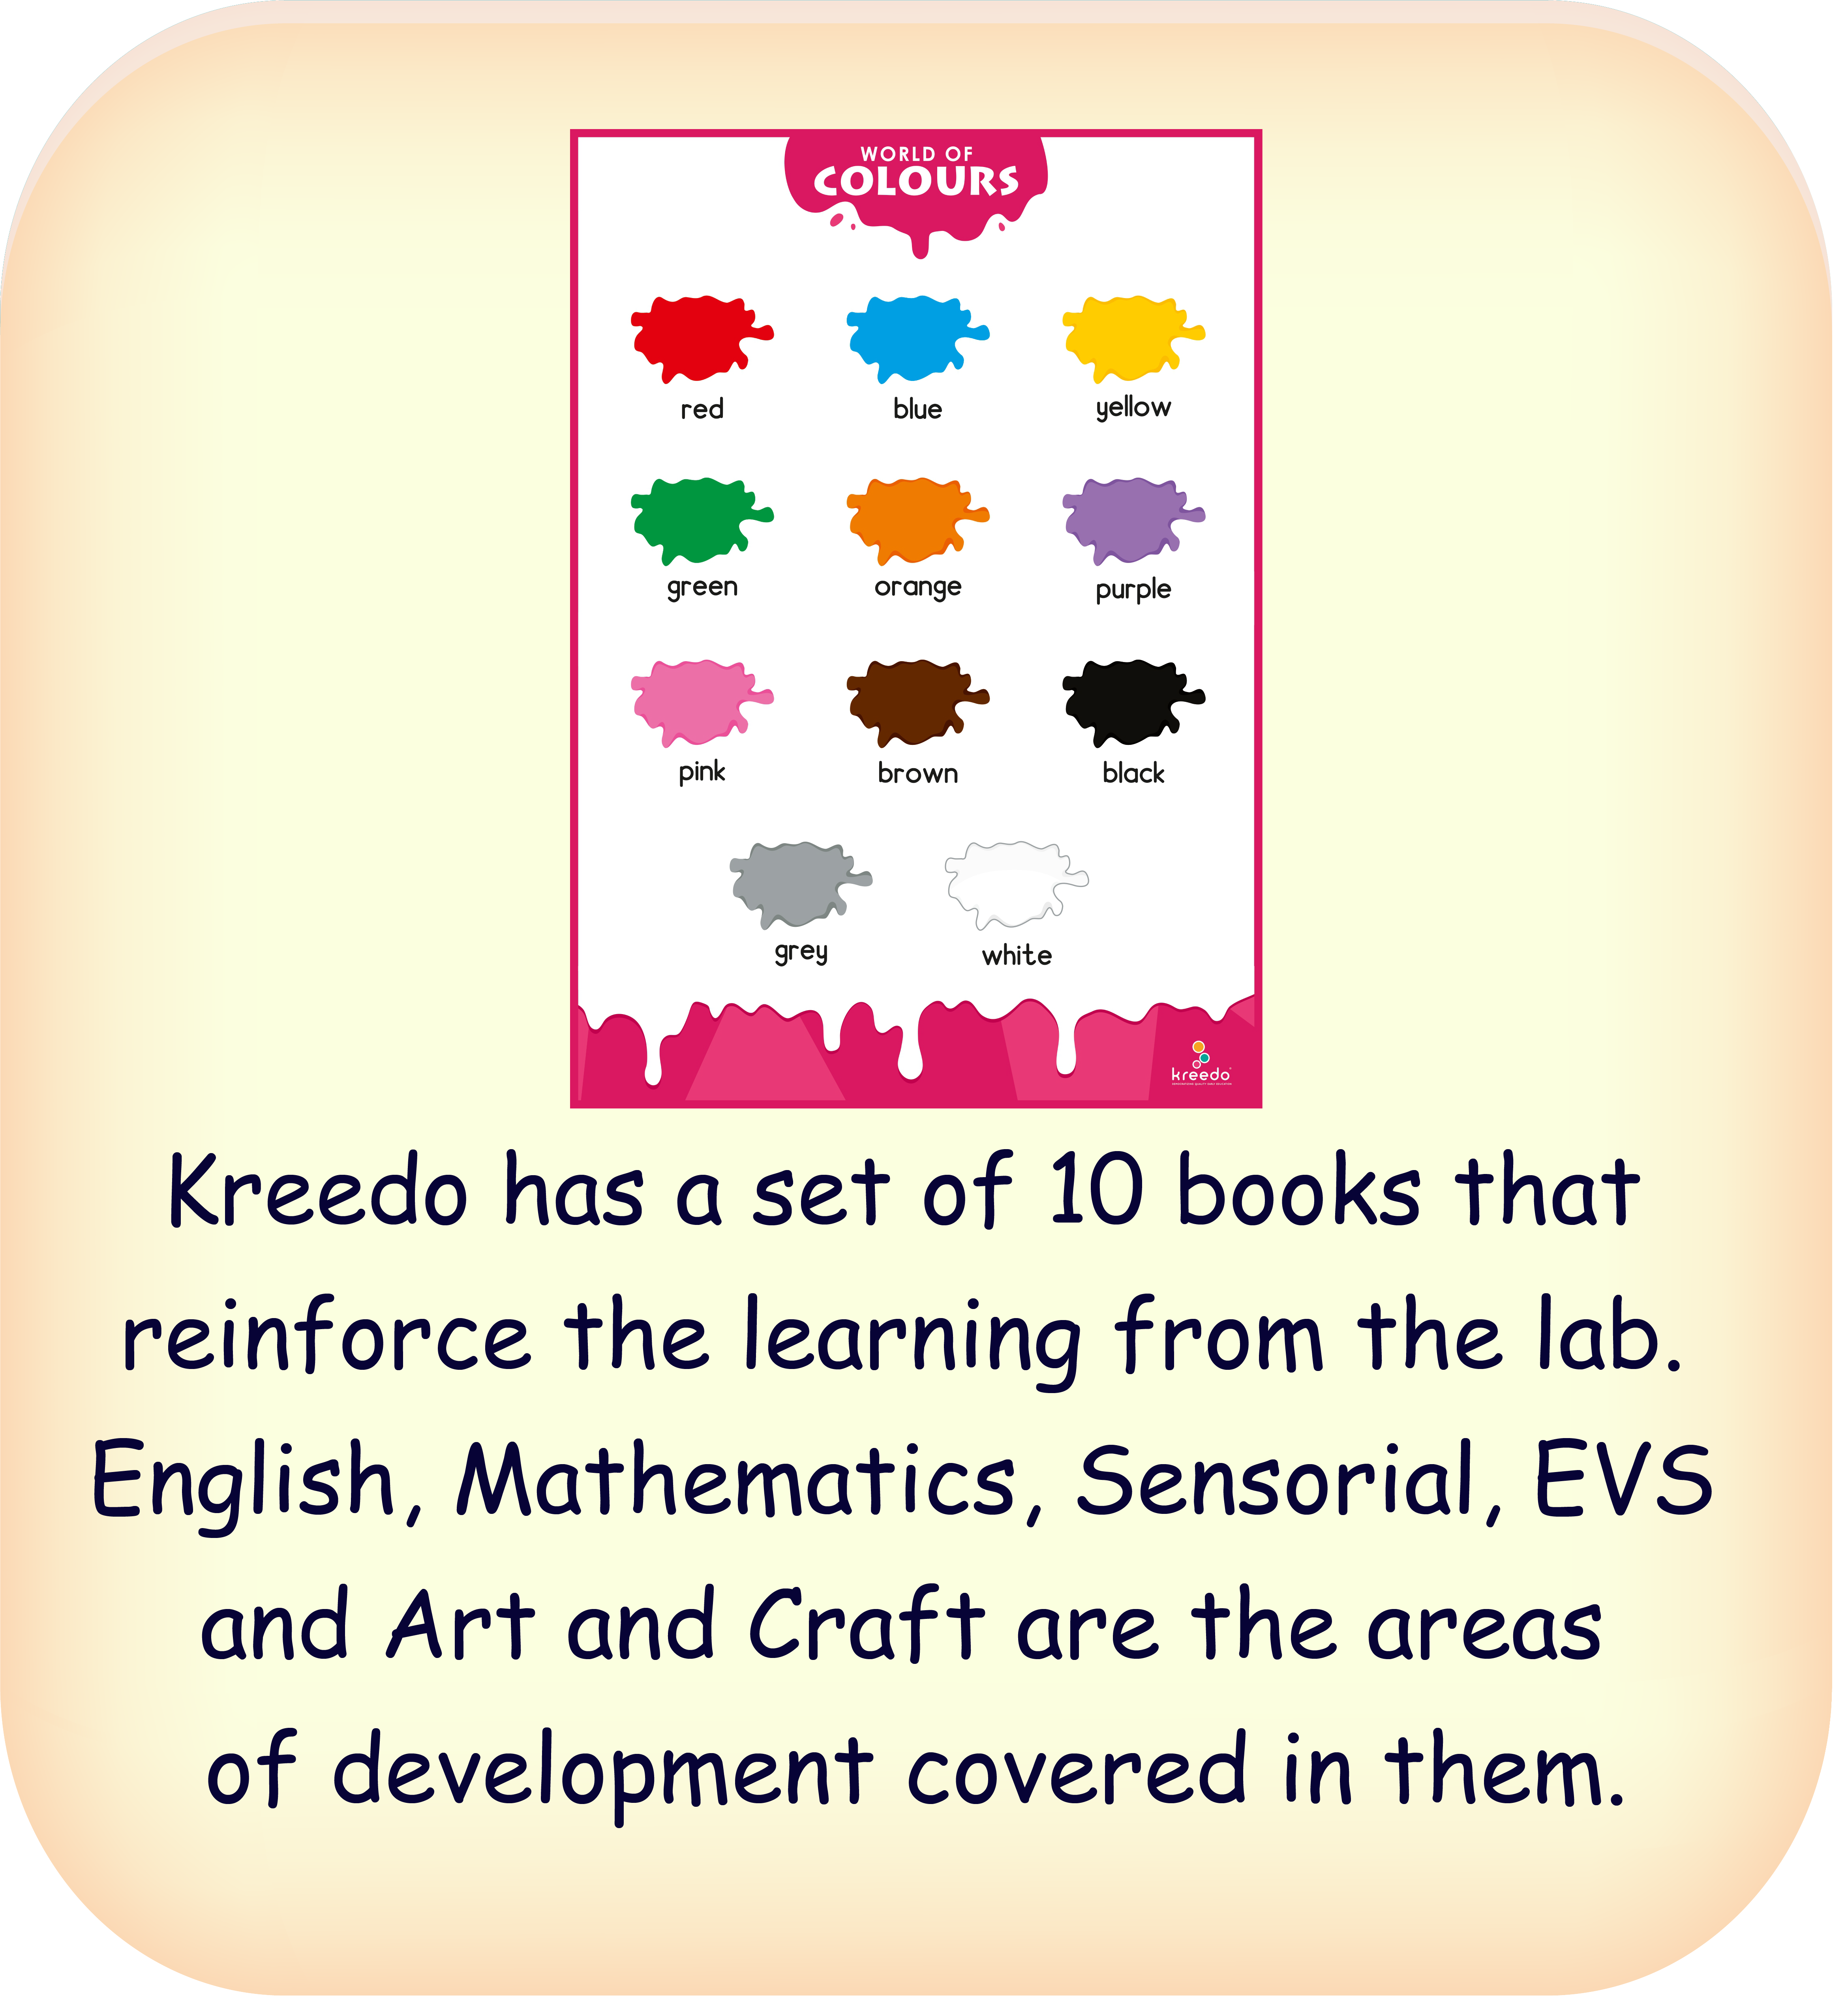 WORLD OF
COLOURS
red blue yellow
green orange purple
pink brown black
grey white
kreedo
Kreedo has a set of 10 books that
reinforce the learning from the lab.
English, Mathematics, Sensorial, EVS
and Art and Craft are the areas
of development covered in them.